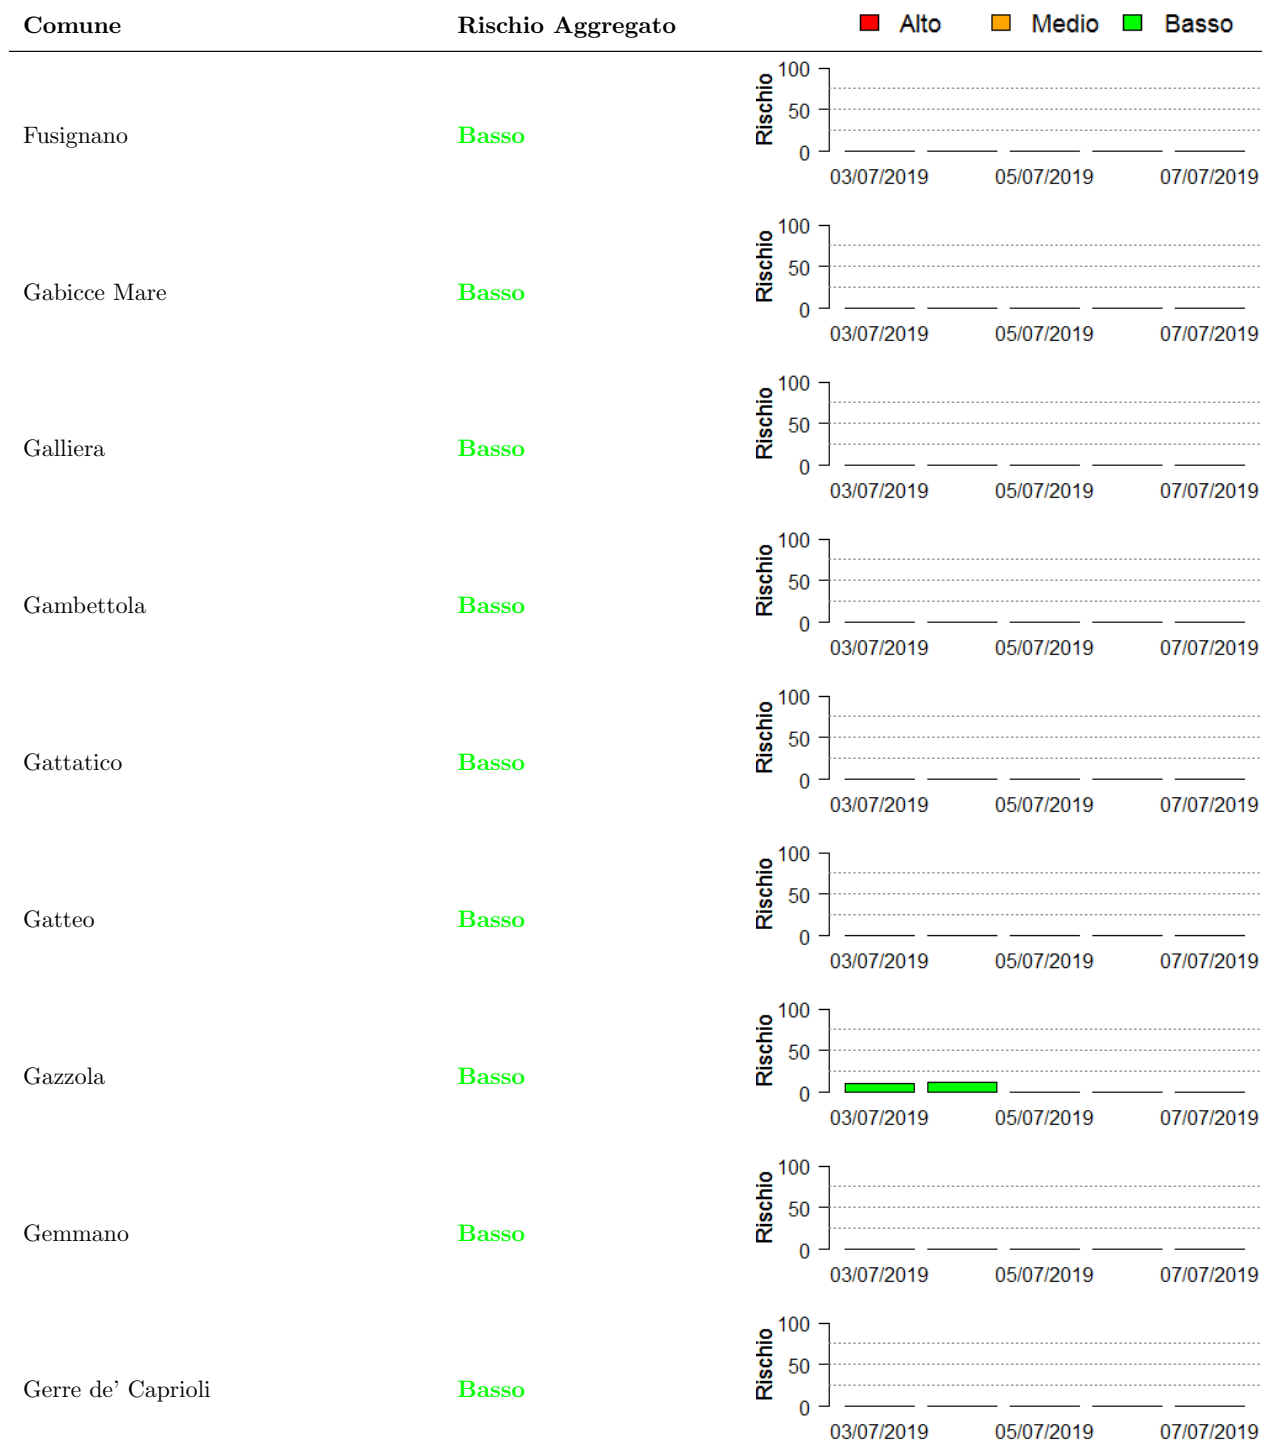 Comune Rischio Aggregato Alto Medio Basso
Fusignano Basso Rischio 100 50 0
03/07/2019 05/07/2019 07/07/2019
Gabicce Mare Basso Rischio 100 50 0
03/07/2019 05/07/2019 07/07/2019
Galliera Basso Rischio 100 50 0
03/07/2019 05/07/2019 07/07/2019
Gambettola Basso Rischio 100 50 0
03/07/2019 05/07/2019 07/07/2019
Gattatico Basso Rischio 100 50 0
03/07/2019 05/07/2019 07/07/2019
Gatteo Basso Rischio 100 50 0
03/07/2019 05/07/2019 07/07/2019
Gazzola Basso Rischio 100 50 0
03/07/2019 05/07/2019 07/07/2019
Gemmano Basso Rischio 100 50 0
03/07/2019 05/07/2019 07/07/2019
Gerre de' Caprioli Basso Rischio 100 50 0
03/07/2019 05/07/2019 07/07/2019